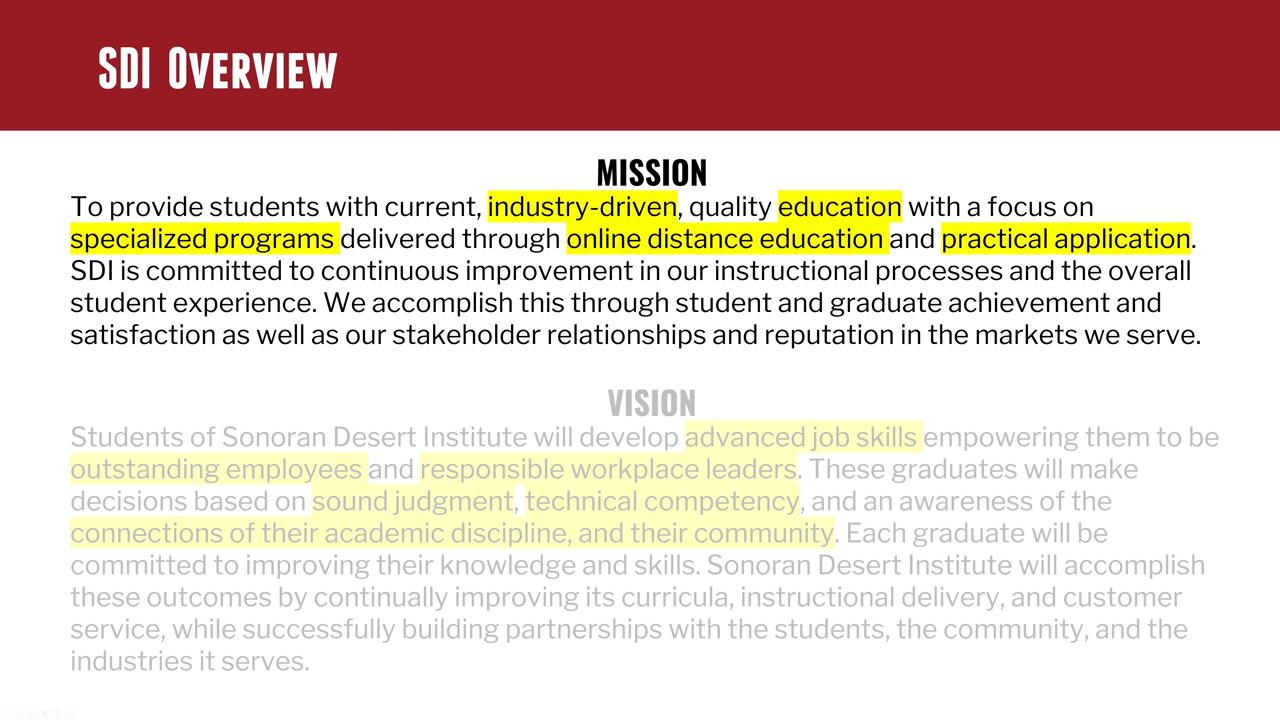 SDI Overview
MISSION
To provide students with current, industry-driven, quality education with a focus on
specialized programs delivered through online distance education and practical application.
SDI is committed to continuous improvement in our instructional processes and the overall
student experience. We accomplish this through student and graduate achievement and
satisfaction as well as our stakeholder relationships and reputation in the markets we serve.
VISION
Students of Sonoran Desert Institute will develop advanced job skills empowering them to be
outstanding employees and responsible workplace leaders. These graduates will make
decisions based on sound judgment, technical competency, and an awareness of the
connections of their academic discipline, and their community. Each graduate will be
committed to improving their knowledge and skills. Sonoran Desert Institute will accomplish
these outcomes by continually improving its curricula, instructional delivery, and customer
service, while successfully building partnerships with the students, the community, and the
industries it serves.